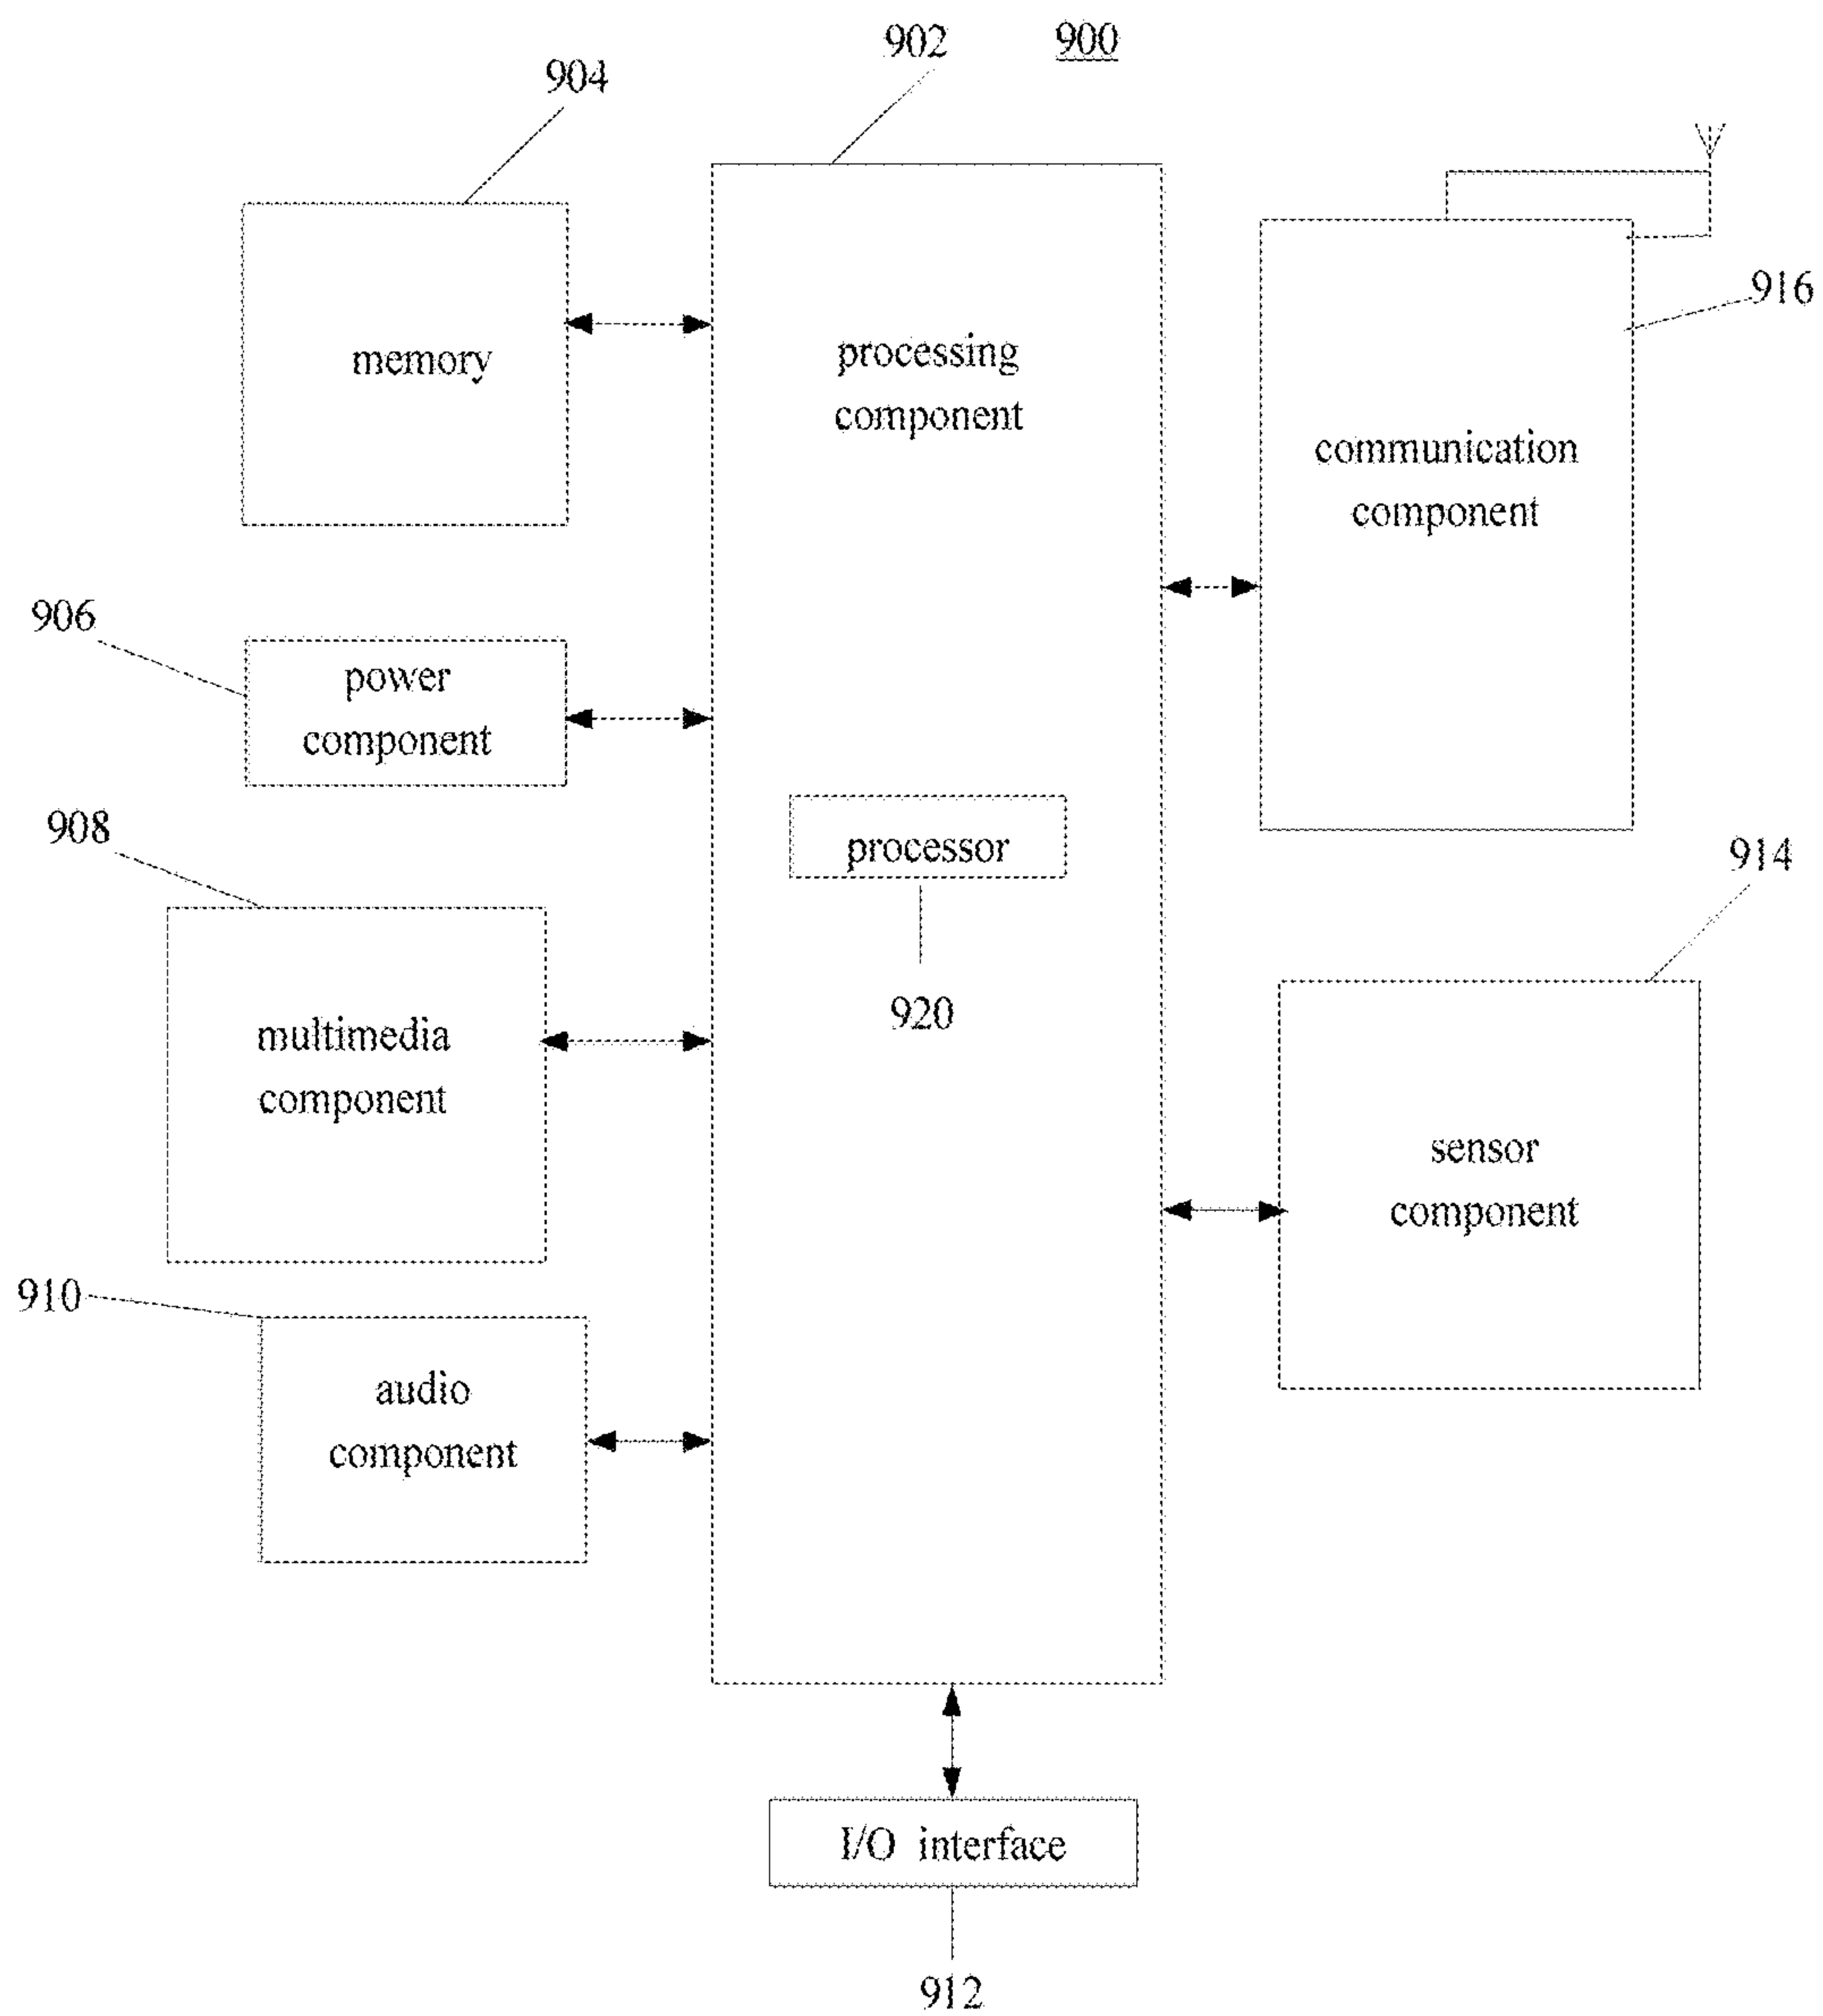 902
900
904
916
memory
processing
component
communication
component
906
power
component
908
processor
914
920
multimedia
component
sensor
component
910
audio
component
I/O interface
912